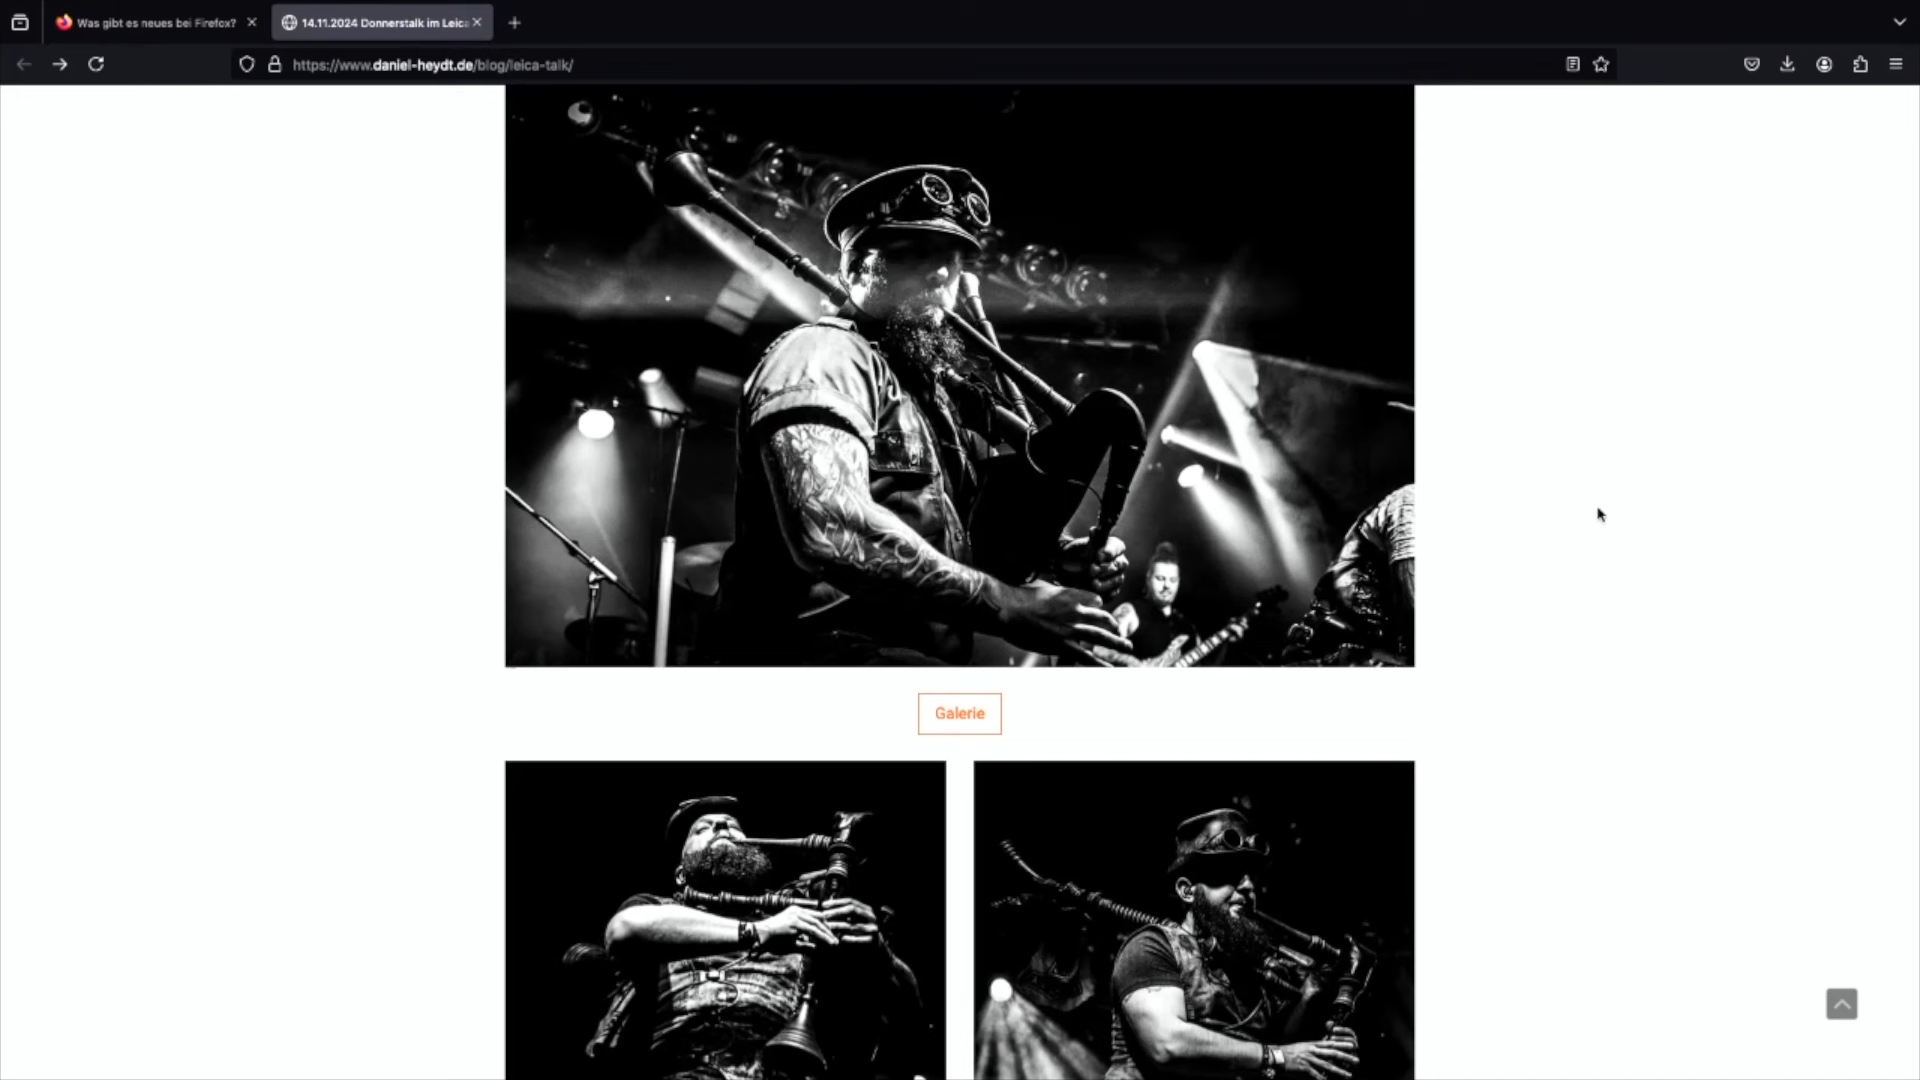 Was gibt es neues bei Firefox?
14.11.2024 Donnerstalk im Leica
https://www.daniel-heydt.de/blog/leica-talk/
Galerie